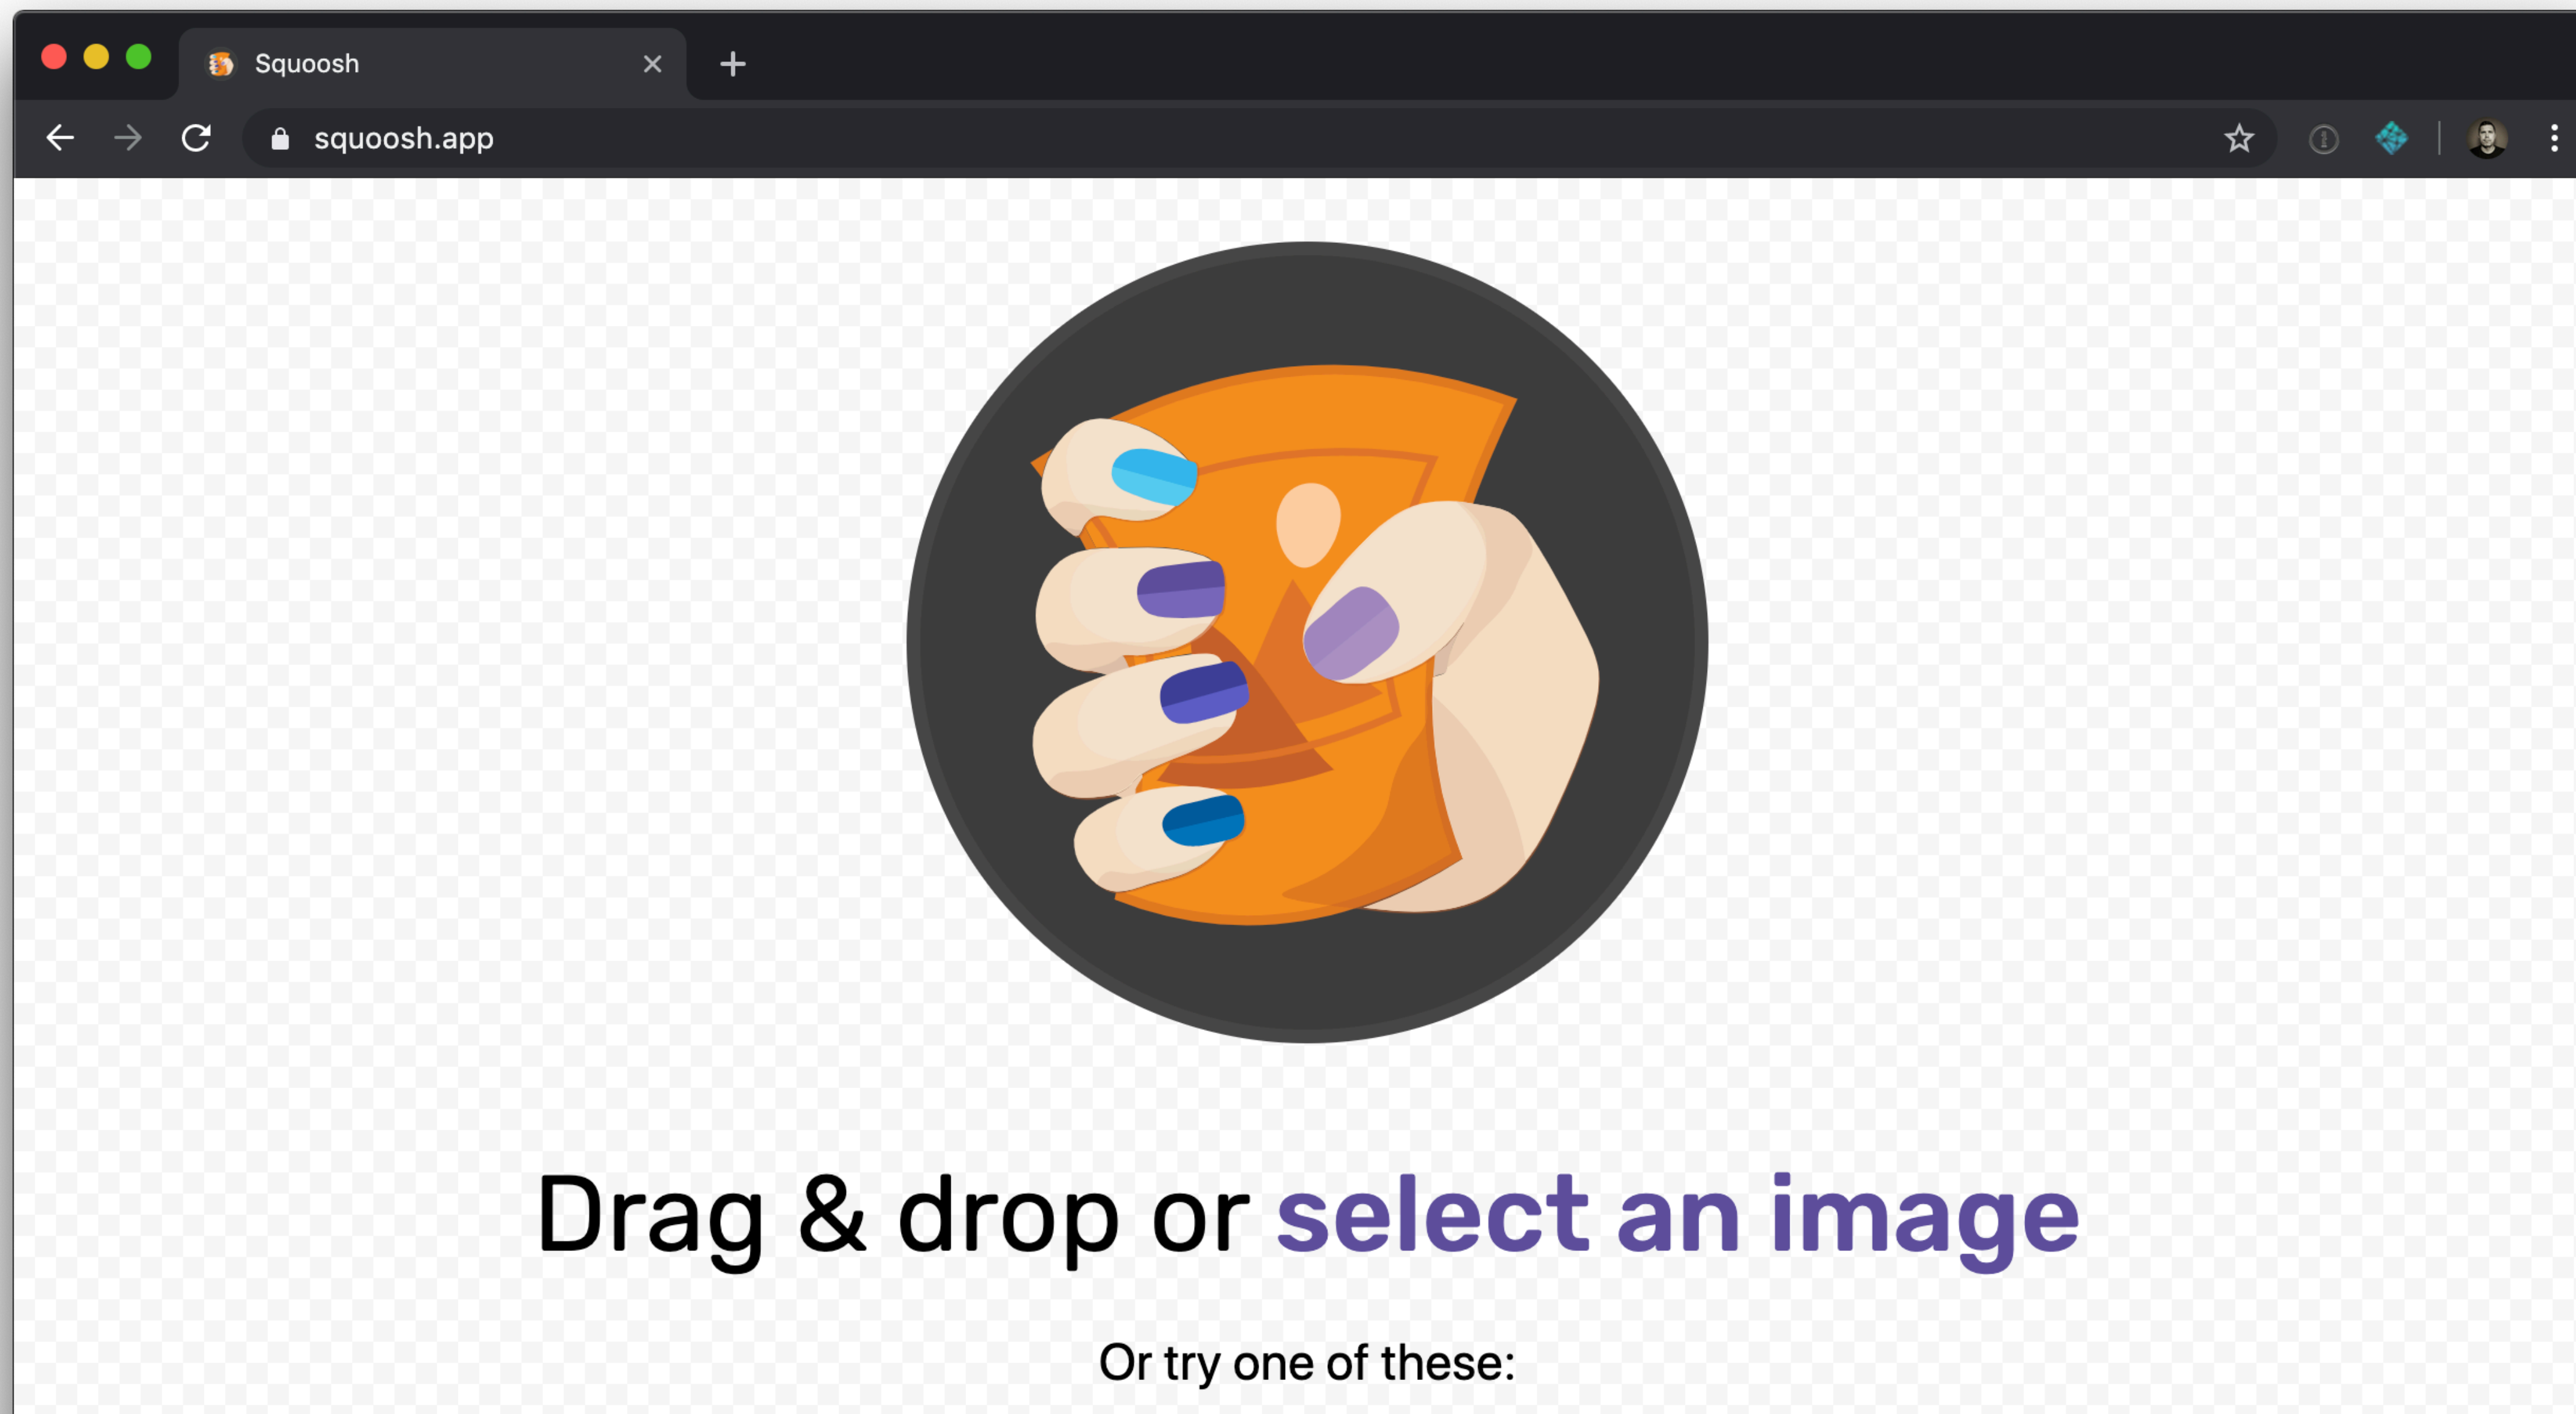 Squoosh
squoosh.app
Drag & drop or select an image
Or try one of these: